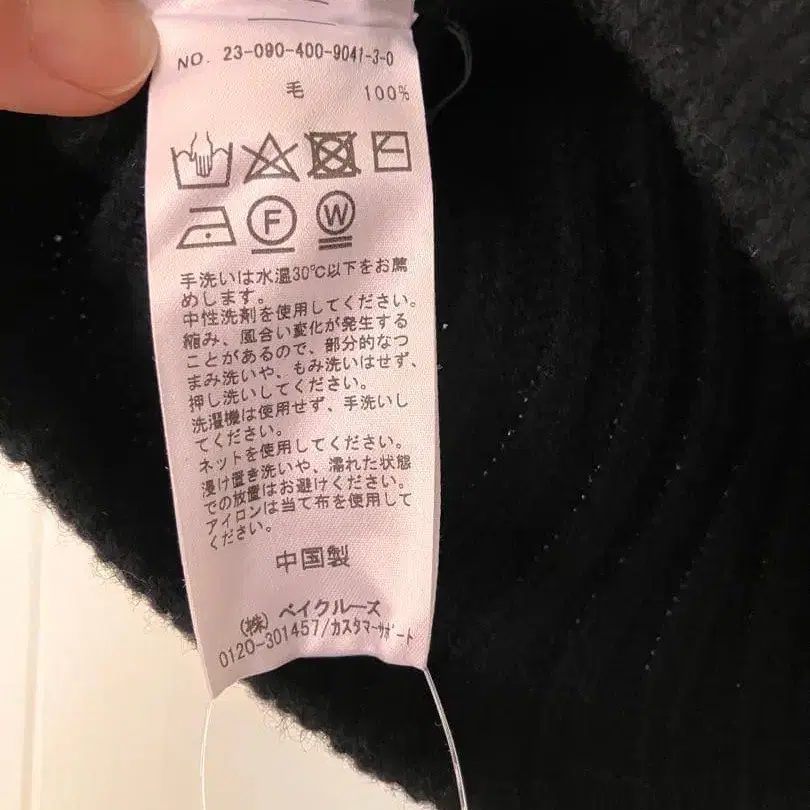 NO. 23-090-400-9041-3-0
毛 100%
F W
手洗いは水温30℃以下をお薦
めします。
中性洗剤を使用してください。
縮み、風合い変化が発生する
ことがあるので、部分的なつ
まみ洗いや、もみ洗いはせず、
押し洗いしてください。
洗濯機は使用せず、手洗いし
てください。
ネットを使用してください。
浸け置き洗いや、濡れた状態
での放置はお避けください。
アイロンは当て布を使用して
ください。
中国製
(株) ベイクルーズ
0120-301457/カスタマーサポート